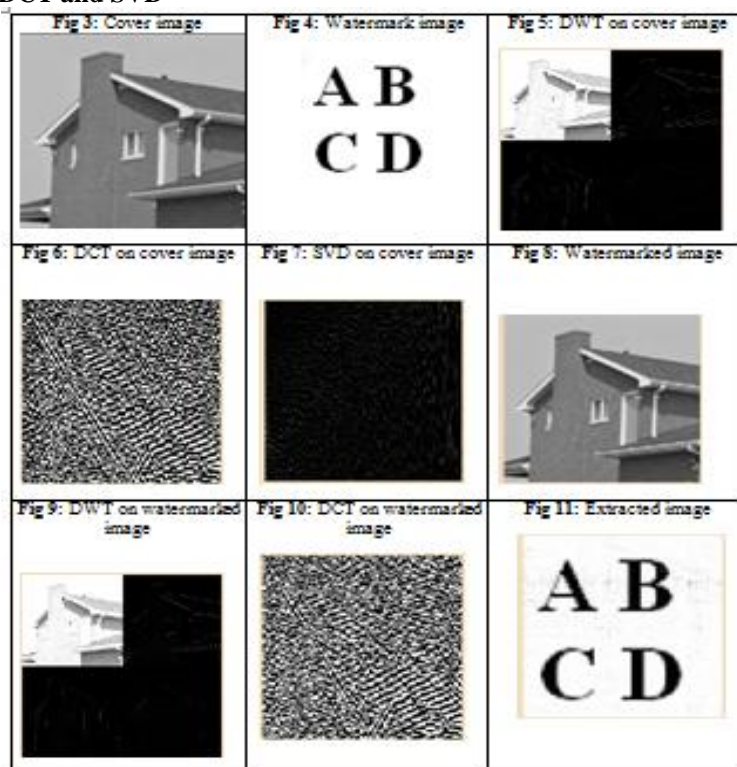 DCT and SVD
Fig 3: Cover image
Fig 4: Watermark image
Fig 5: DWT on cover image
A B
C D
Fig 6: DCT on cover image
Fig 7: SVD on cover image
Fig 8: Watermarked image
Fig 9: DWT on watermarked
image
Fig 10: DCT on watermarked
image
Fig 11: Extracted image
A B
C D